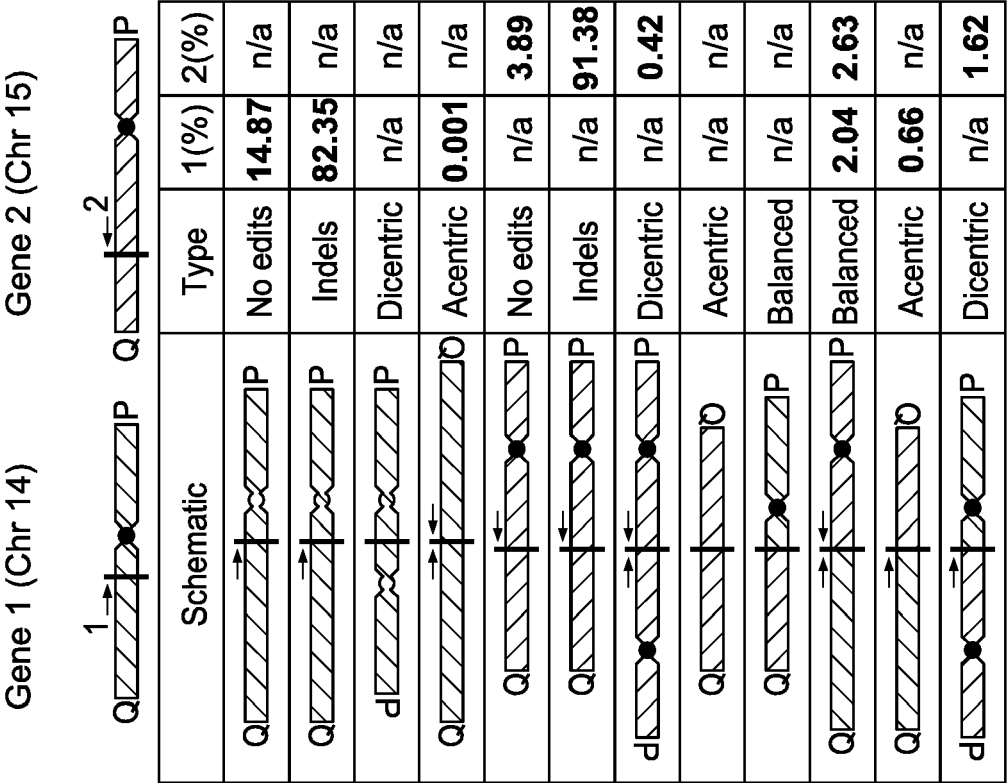 Gene 1 (Chr 14) Gene 2 (Chr 15)
1 2
Q P Q P
Schematic Type 1(%) 2(%)
Q P No edits 14.87 n/a
Q P Indels 82.35 n/a
P P Dicentric n/a n/a
Q Q Acentric 0.001 n/a
Q P No edits n/a 3.89
Q P Indels n/a 91.38
P P Dicentric n/a 0.42
Q Q Acentric n/a n/a
Q P Balanced n/a n/a
Q P Balanced 2.04 2.63
Q Q Acentric 0.66 n/a
P P Dicentric n/a 1.62